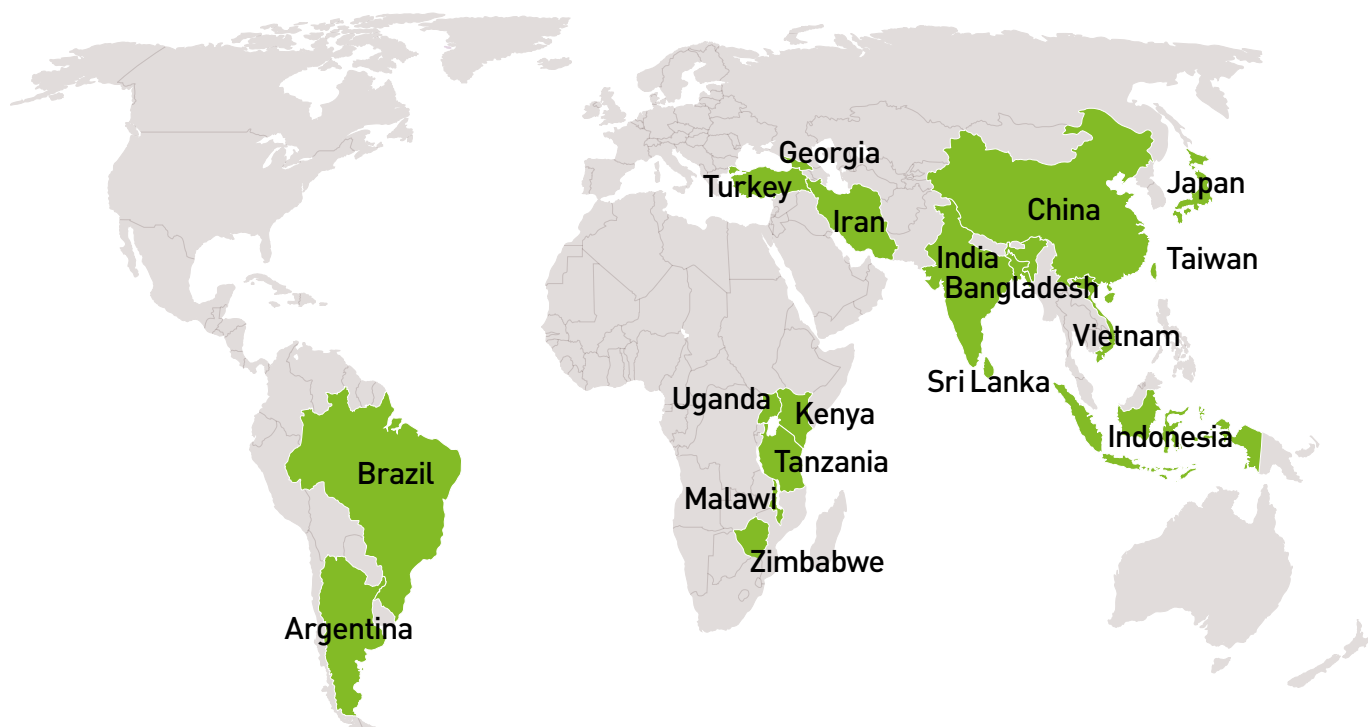 Georgia
Turkey
Iran
China
Japan
India
Taiwan
Bangladesh
Vietnam
Sri Lanka
Uganda
Kenya
Indonesia
Tanzania
Brazil
Malawi
Zimbabwe
Argentina